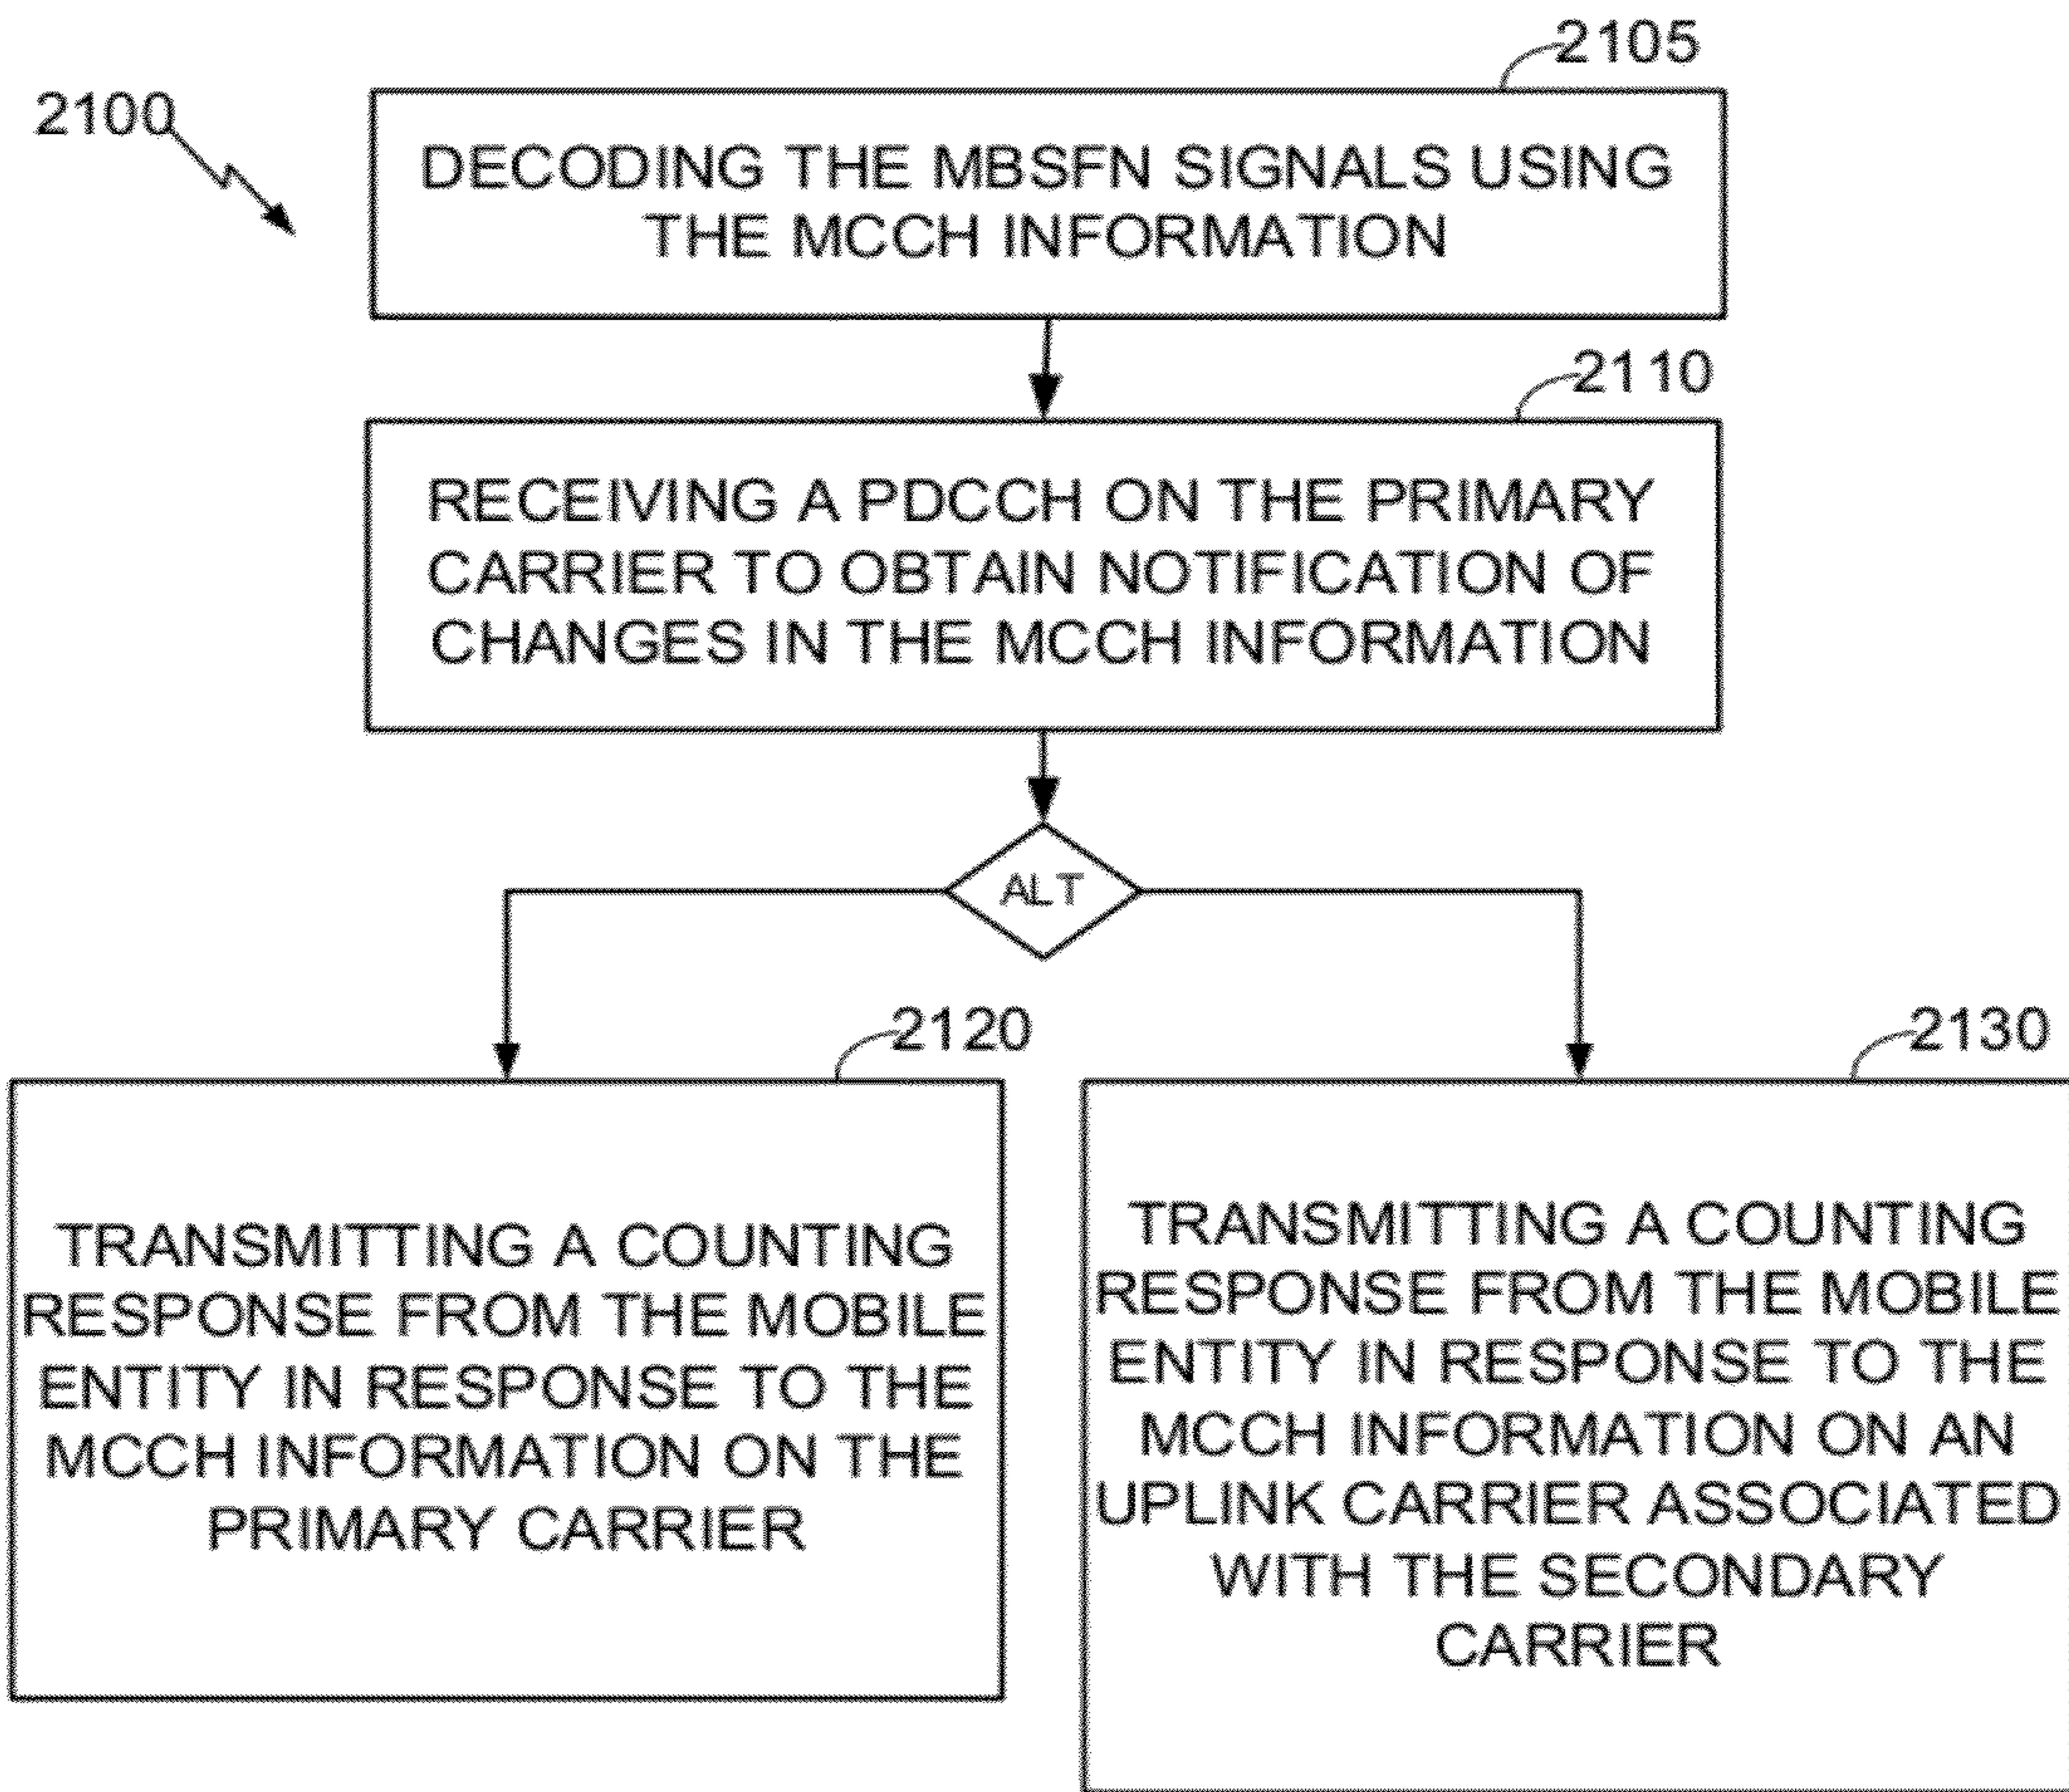 2105
2100
DECODING THE MBSFN SIGNALS USING
THE MCCH INFORMATION
2110
RECEIVING A PDCCH ON THE PRIMARY
CARRIER TO OBTAIN NOTIFICATION OF
CHANGES IN THE MCCH INFORMATION
ALT
2120
TRANSMITTING A COUNTING
RESPONSE FROM THE MOBILE
ENTITY IN RESPONSE TO THE
MCCH INFORMATION ON THE
PRIMARY CARRIER
2130
TRANSMITTING A COUNTING
RESPONSE FROM THE MOBILE
ENTITY IN RESPONSE TO THE
MCCH INFORMATION ON AN
UPLINK CARRIER ASSOCIATED
WITH THE SECONDARY
CARRIER